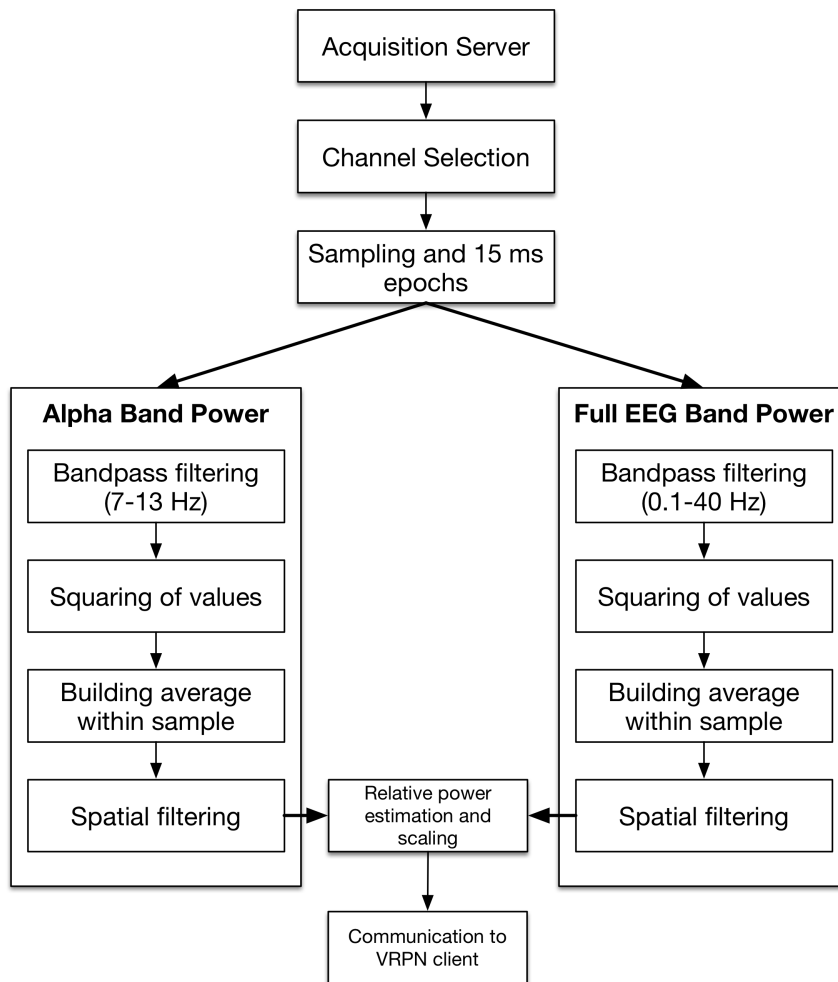 Acquisition Server
Channel Selection
Sampling and 15 ms
epochs
Alpha Band Power
Bandpass filtering
(7-13 Hz)
Squaring of values
Building average
within sample
Spatial filtering
Full EEG Band Power
Bandpass filtering
(0.1-40 Hz)
Squaring of values
Building average
within sample
Spatial filtering
Relative power
estimation and
scaling
Communication to
VRPN client